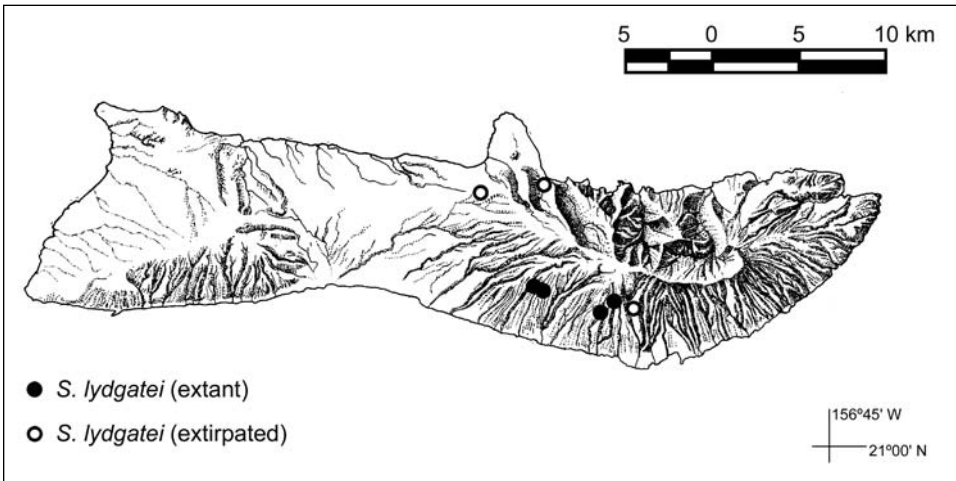 5 0 5 10 km
S. lydgatei (extant)
S. lydgatei (extirpated)
156º45' W
21º00' N